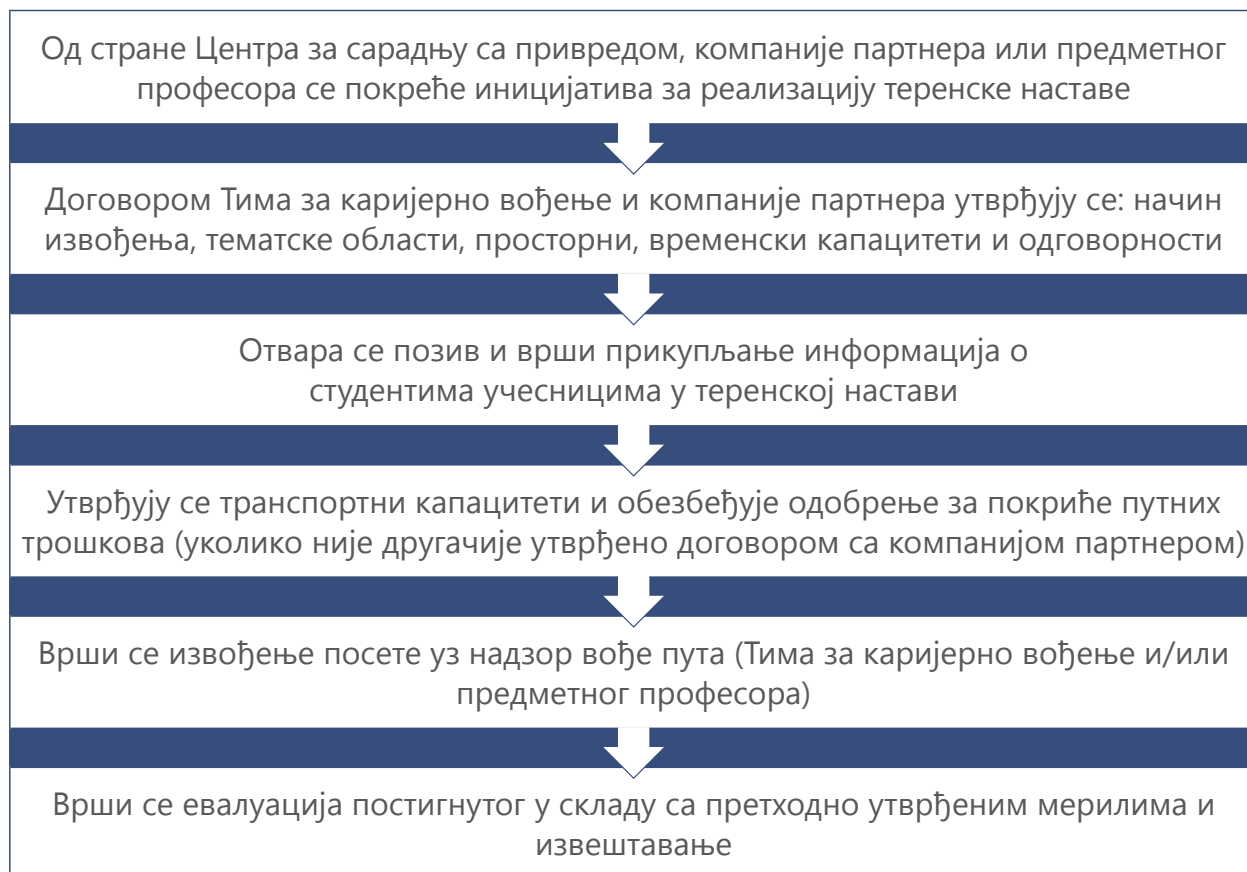 Од стране Центра за сарадњу са привредом, компаније партнера или предметног
професора се покреће иницијатива за реализацију теренске наставе
Договором Тима за каријерно вођење и компаније партнера утврђују се: начин
извођења, тематске области, просторни, временски капацитети и одговорности
Отвара се позив и врши прикупљање информација о
студентима учесницима у теренској настави
Утврђују се транспортни капацитети и обезбеђује одобрење за покриће путних
трошкова (уколико није другачије утврђено договором са компанијом партнером)
Врши се извођење посете уз надзор вође пута (Тима за каријерно вођење и/или
предметног професора)
Врши се евалуација постигнутог у складу са претходно утврђеним мерилима и
извештавање